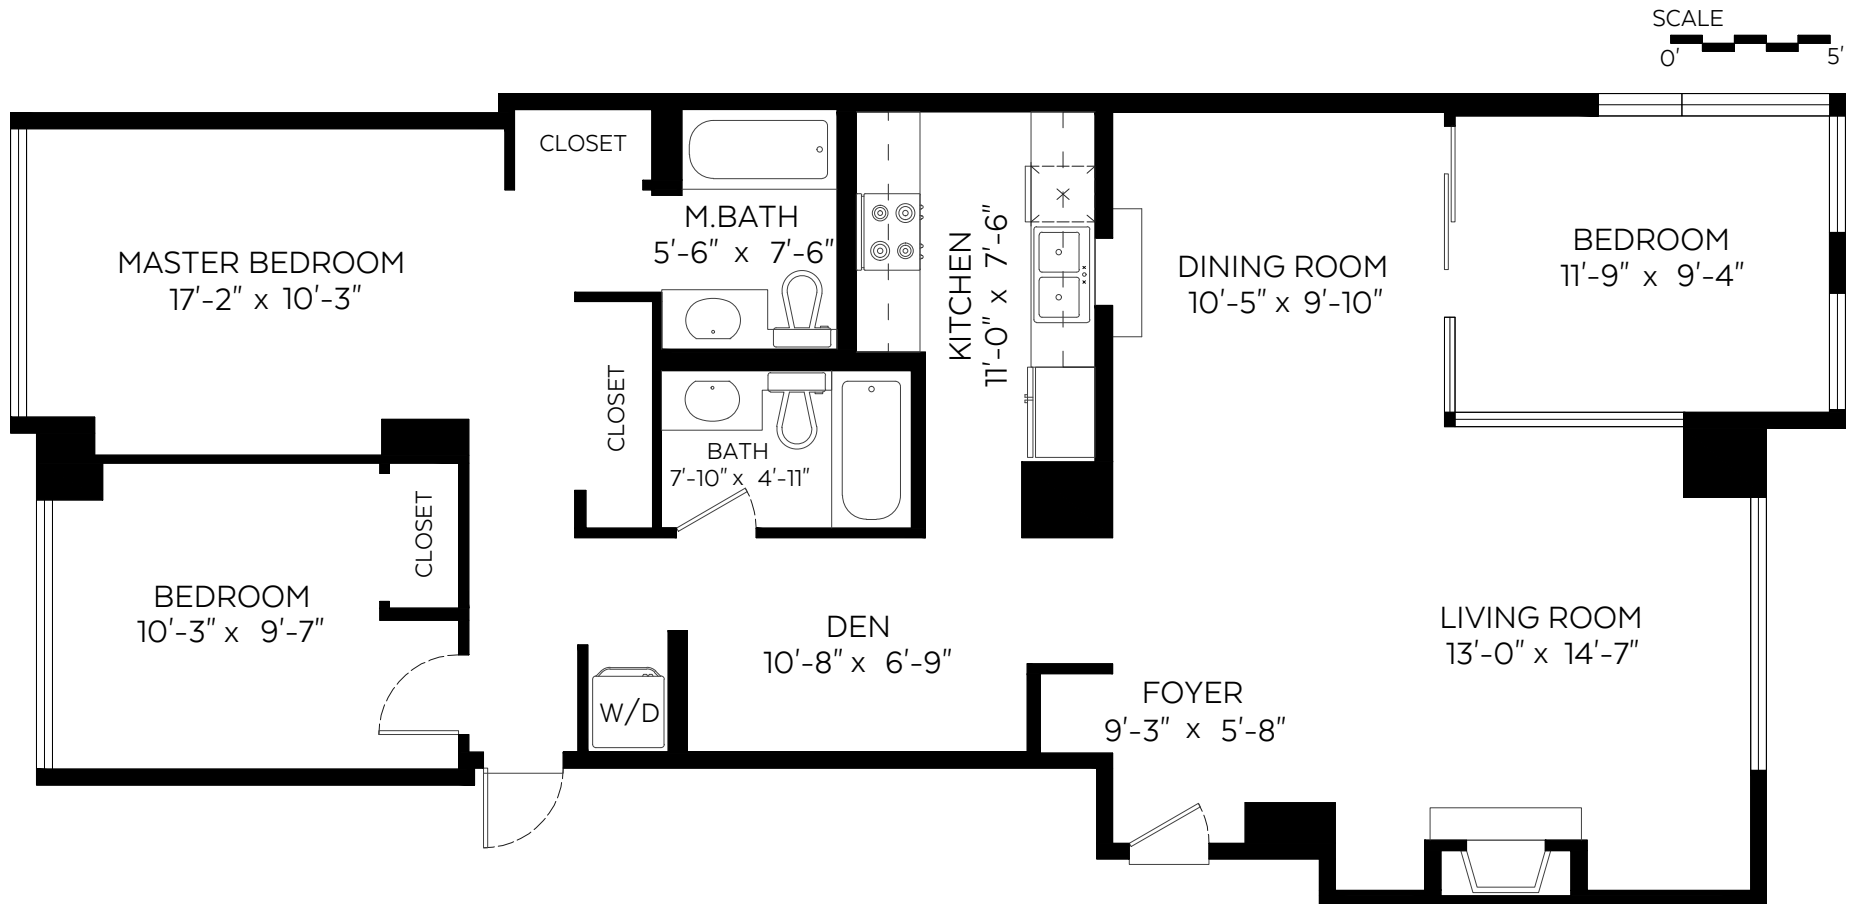 SCALE
0' 5'
CLOSET
M.BATH
5'-6" x 7'-6"
MASTER BEDROOM
17'-2" x 10'-3"
KITCHEN
11'-0" x 7'-6"
DINING ROOM
10'-5" x 9'-10"
BEDROOM
11'-9" x 9'-4"
CLOSET
BATH
7'-10" x 4'-11"
CLOSET
BEDROOM
10'-3" x 9'-7"
DEN
10'-8" x 6'-9"
LIVING ROOM
13'-0" x 14'-7"
W/D
FOYER
9'-3" x 5'-8"